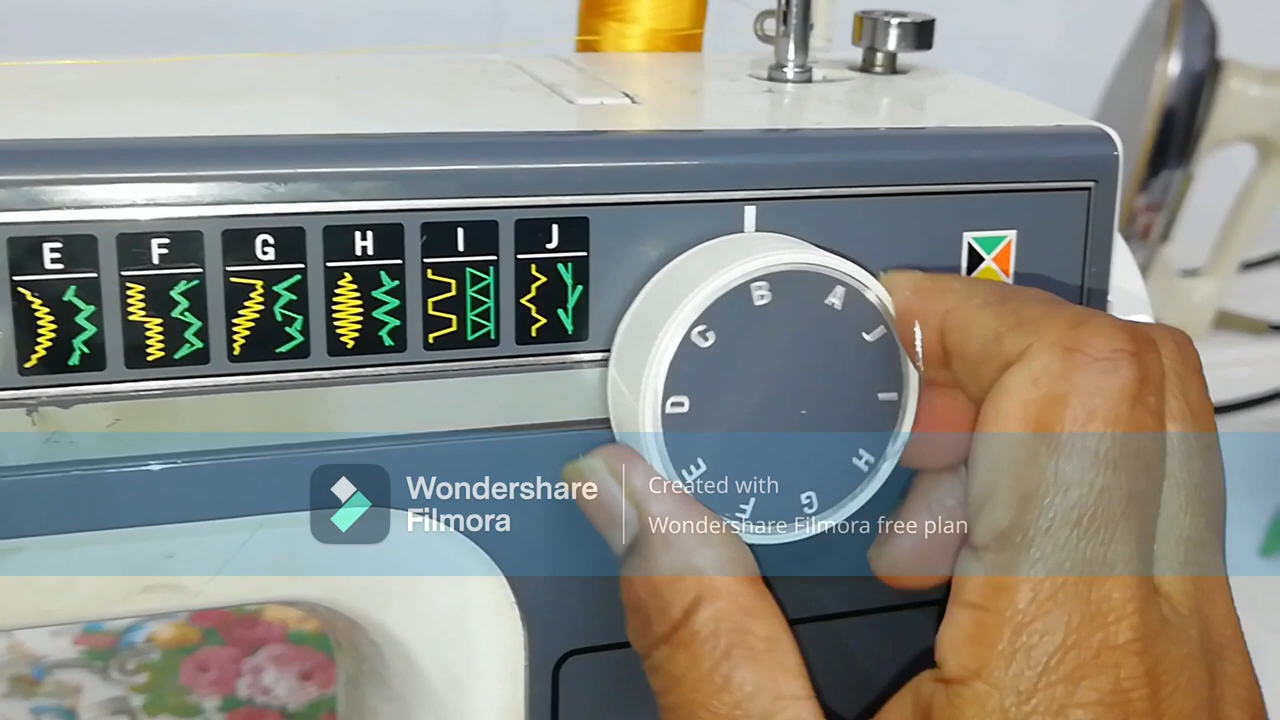 E F G H I J
B A J I H G F E D C
Wondershare
Filmora
Created with
Wondershare Filmora free plan